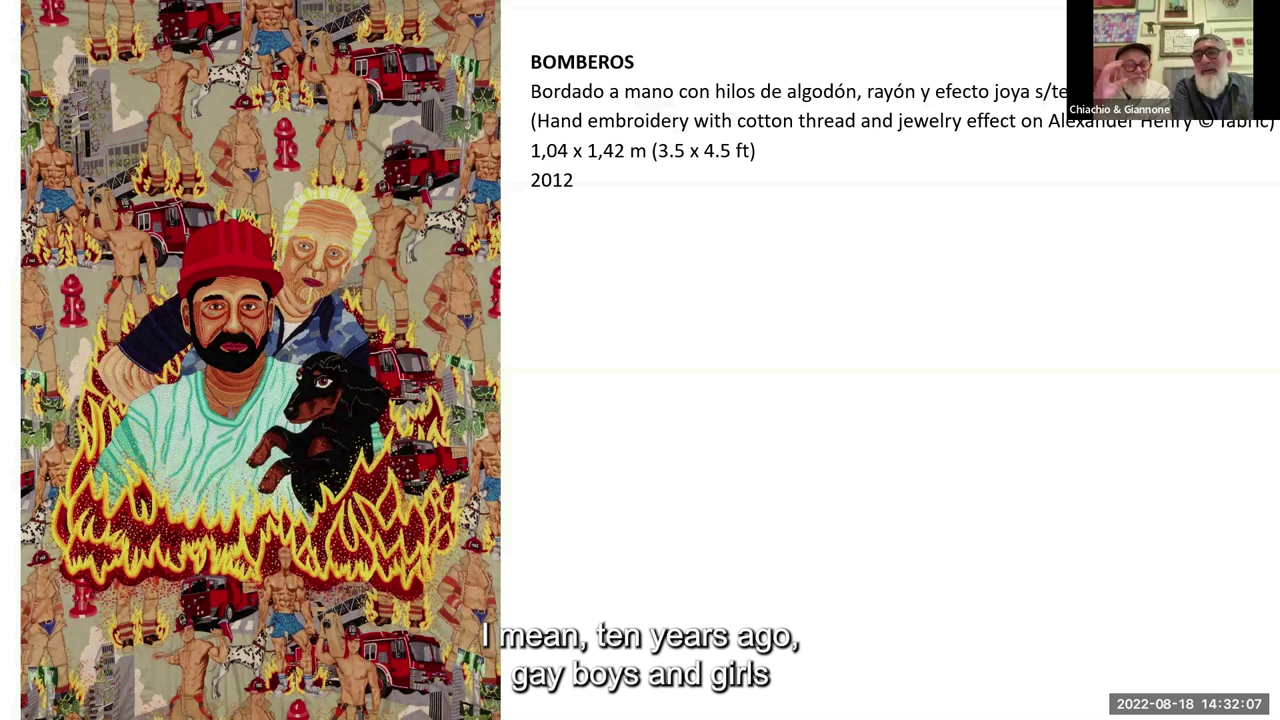 BOMBEROS
Bordado a mano con hilos de algodón, rayón y efecto joya s/te
(Hand embroidery with cotton thread and jewelry effect on Alexander Henry © fabric)
1,04 x 1,42 m (3.5 x 4.5 ft)
2012
Chiachio & Giannone
I mean, ten years ago,
gay boys and girls
2022-08-18 14:32:07